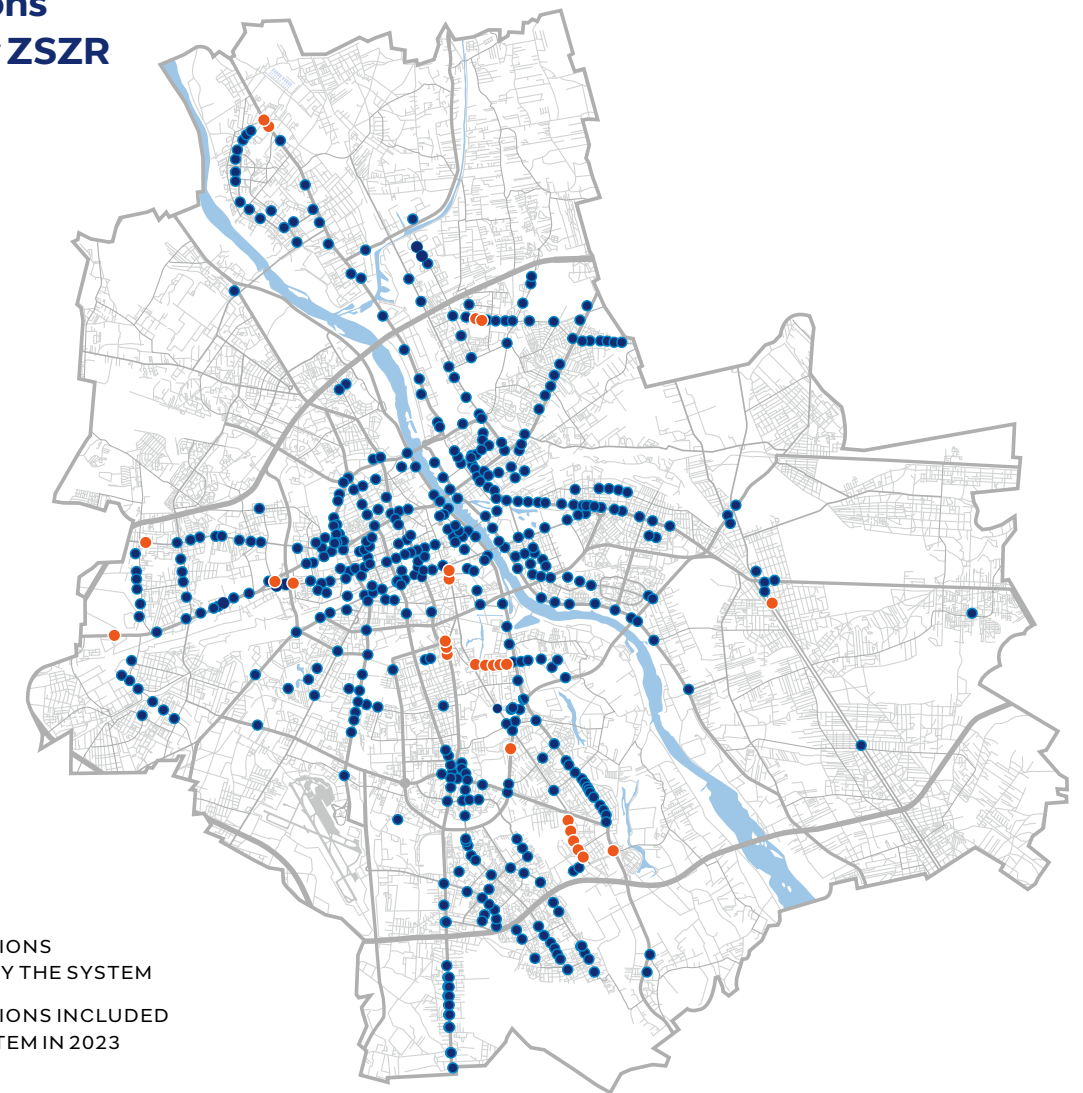 ons
ZSZR
IONS
Y THE SYSTEM
IONS INCLUDED
TEM IN 2023